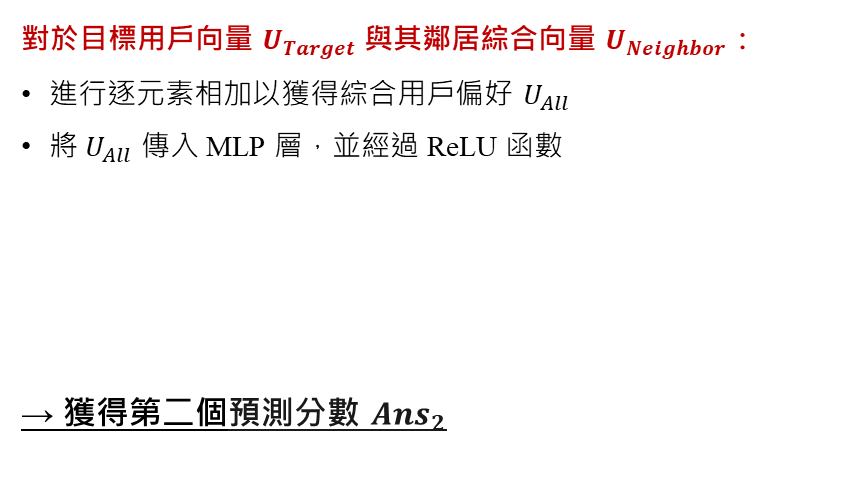 對於目標用戶向量 U_Target 與其鄰居綜合向量 U_Neighbor：
• 進行逐元素相加以獲得綜合用戶偏好 U_All
• 將 U_All 傳入 MLP 層，並經過 ReLU 函數
→ 獲得第二個預測分數 Ans_2